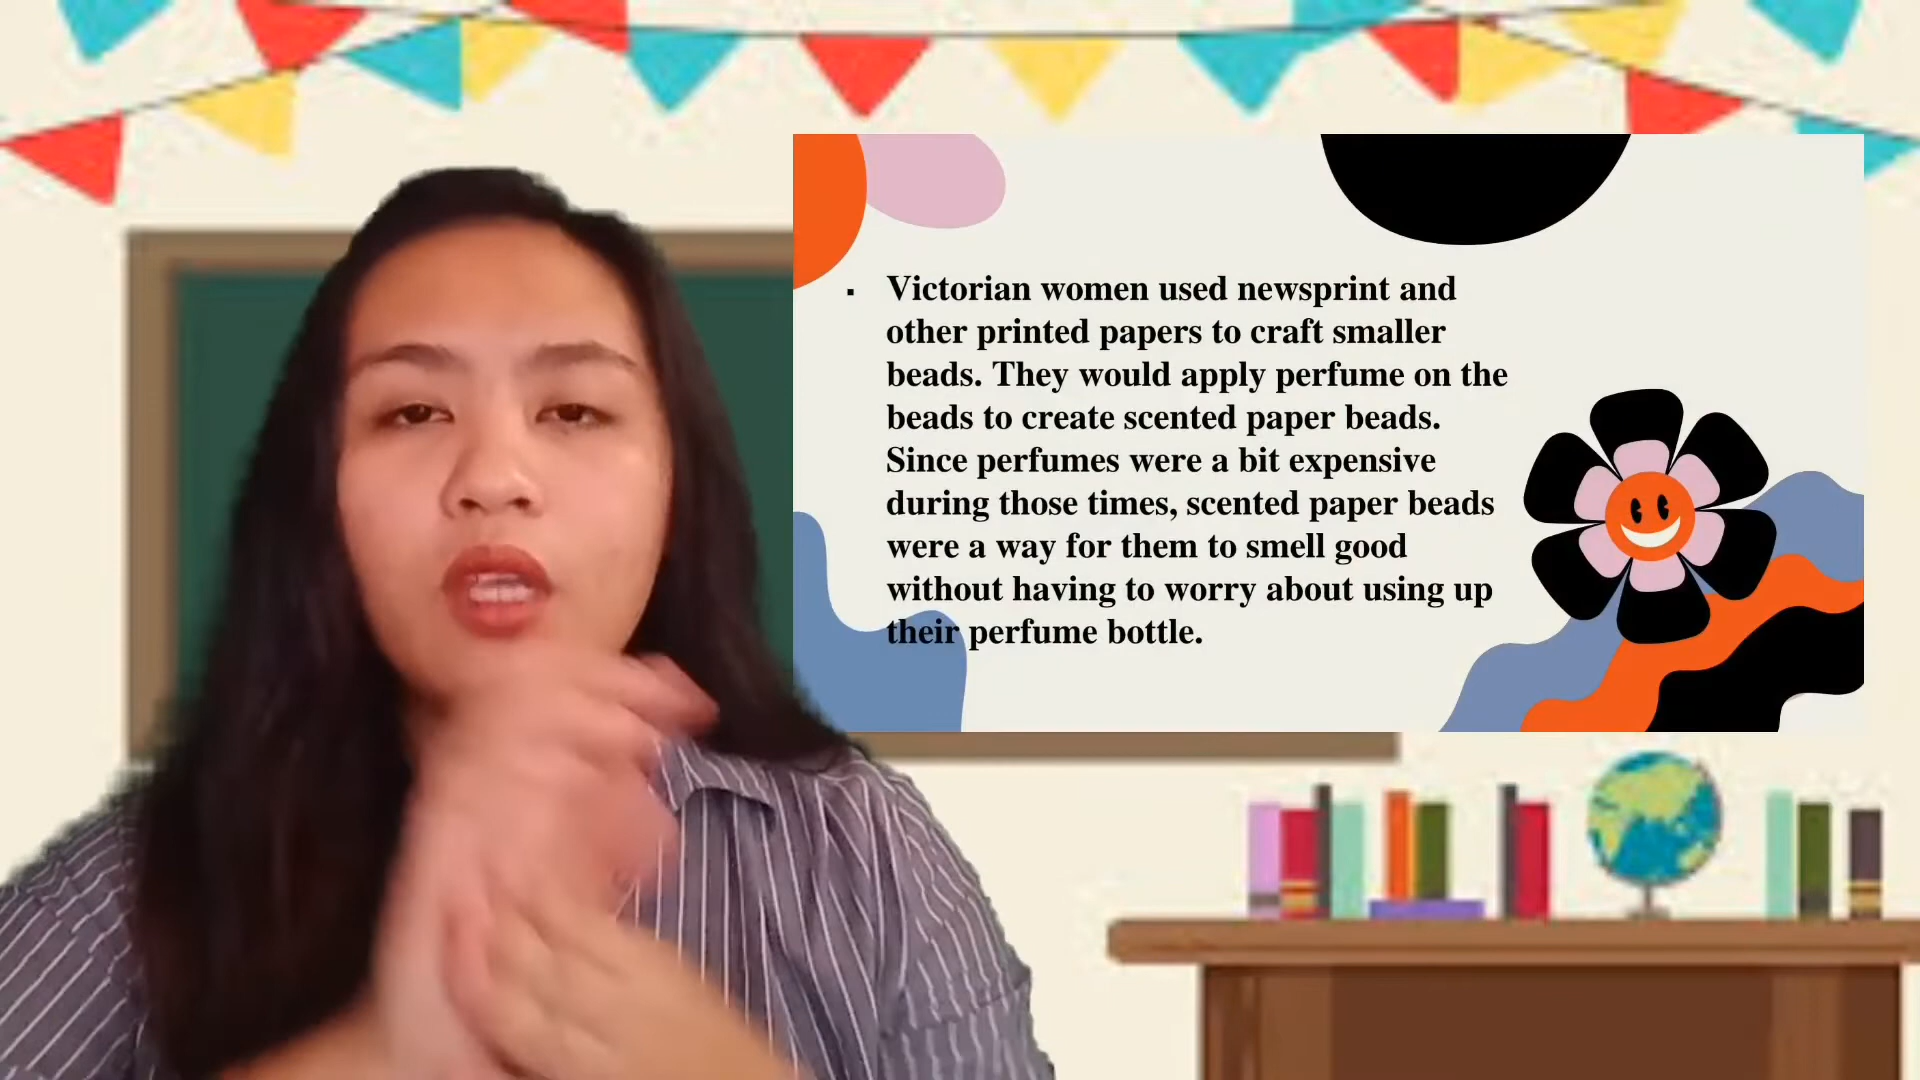 ▪ Victorian women used newsprint and
other printed papers to craft smaller
beads. They would apply perfume on the
beads to create scented paper beads.
Since perfumes were a bit expensive
during those times, scented paper beads
were a way for them to smell good
without having to worry about using up
their perfume bottle.